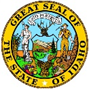 GREAT SEAL OF
THE STATE OF IDAHO